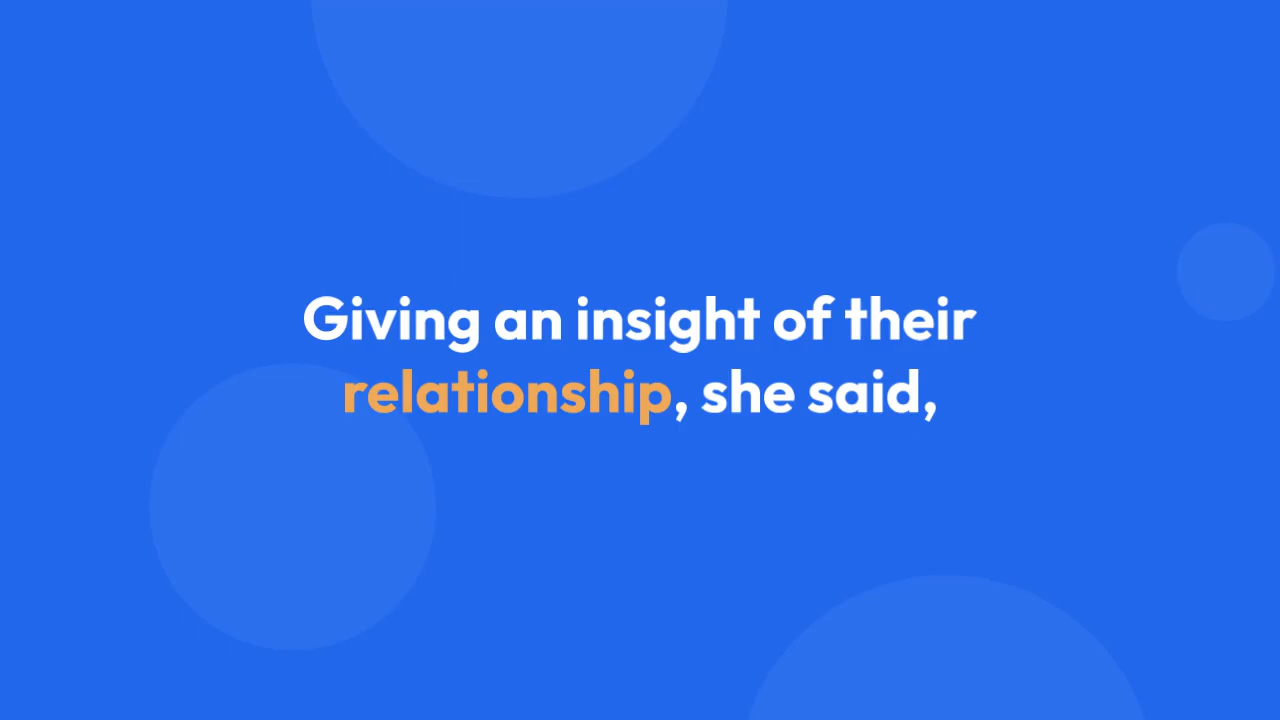 Giving an insight of their
relationship, she said,